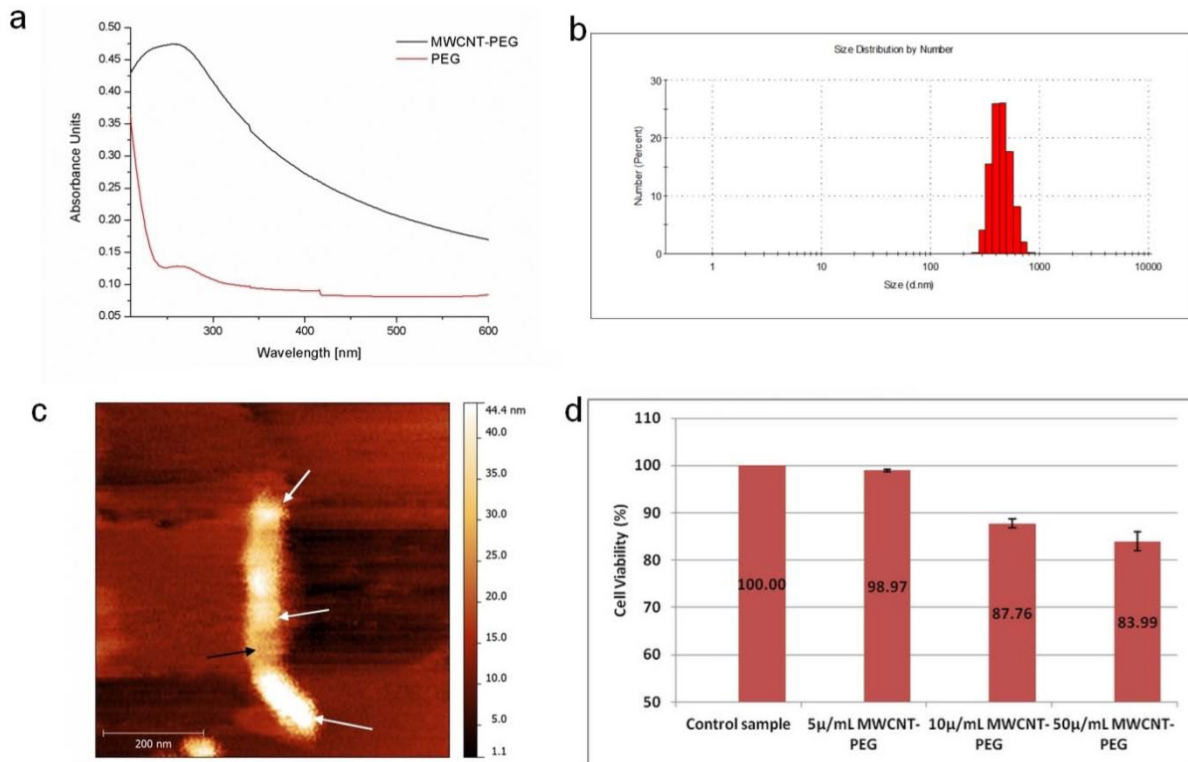 a
0.50
0.45
0.40
0.35
0.30
0.25
0.20
0.15
0.10
0.05
Absorbance Units
MWCNT-PEG
PEG
300
350
400
450
500
600
Wavelength [nm]
b
Size Distribution by Number
30
20
10
0
Number (Percent)
1
10
100
1000
10000
Size (d.nm)
c
44.4 nm
40.0
30.0
20.0
15.0
10.0
5.0
1.1
200 nm
d
110
100
90
80
70
60
50
Cell Viability (%)
100.00
98.97
87.76
83.99
Control sample
5µ/mL MWCNT-
PEG
10µ/mL MWCNT-
PEG
50µ/mL MWCNT-
PEG